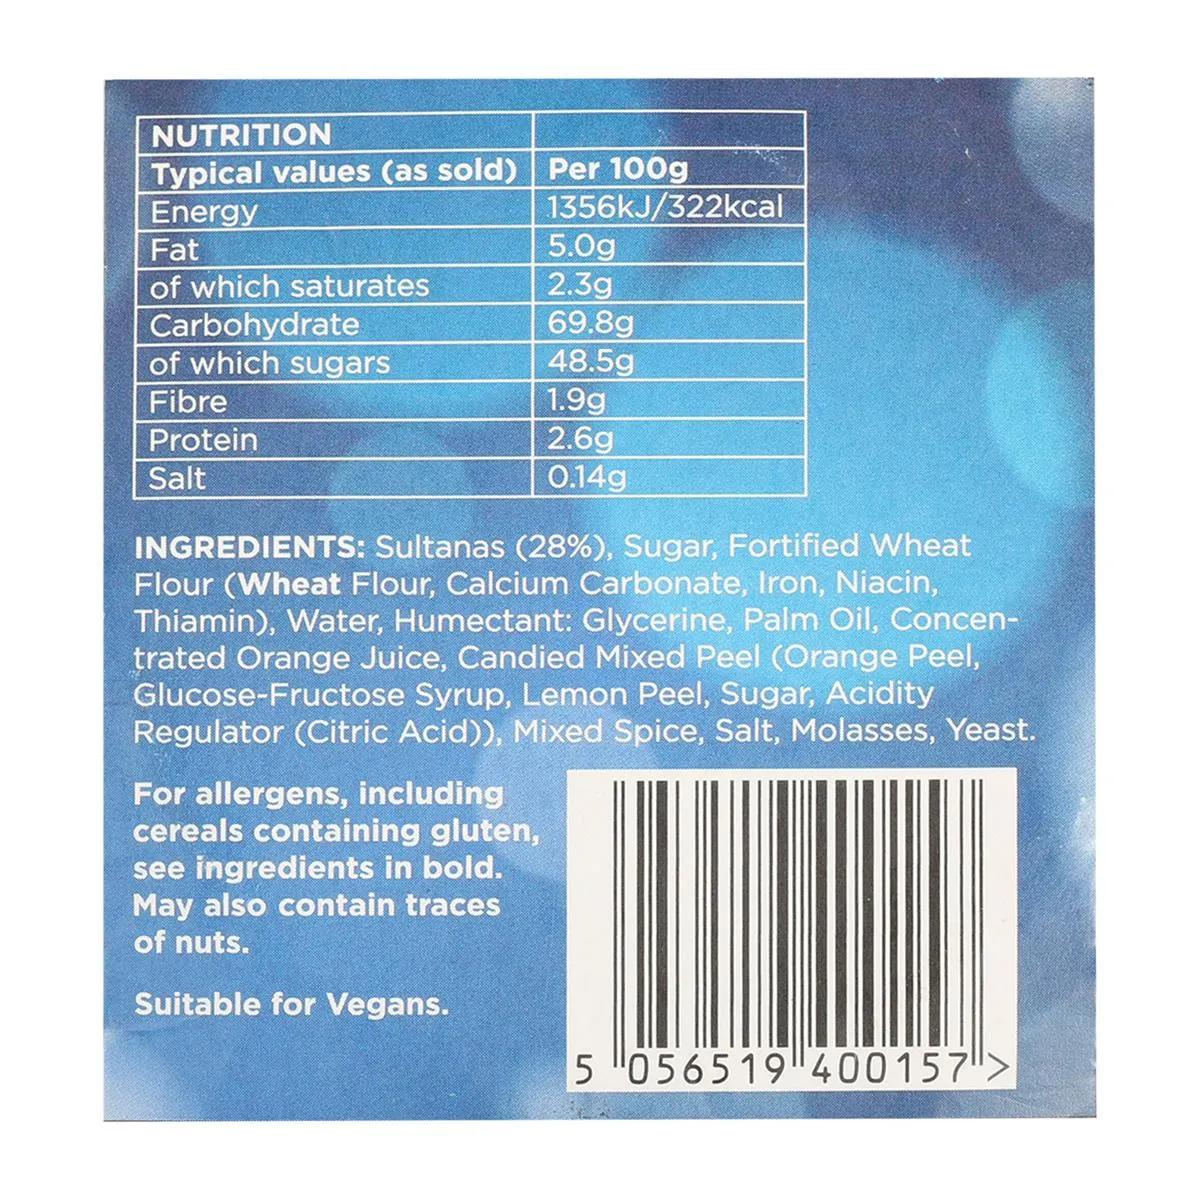 NUTRITION
Typical values (as sold) Per 100g
Energy 1356kJ/322kcal
Fat 5.0g
of which saturates 2.3g
Carbohydrate 69.8g
of which sugars 48.5g
Fibre 1.9g
Protein 2.6g
Salt 0.14g
INGREDIENTS: Sultanas (28%), Sugar, Fortified Wheat
Flour (Wheat Flour, Calcium Carbonate, Iron, Niacin,
Thiamin), Water, Humectant: Glycerine, Palm Oil, Concen-
trated Orange Juice, Candied Mixed Peel (Orange Peel,
Glucose-Fructose Syrup, Lemon Peel, Sugar, Acidity
Regulator (Citric Acid)), Mixed Spice, Salt, Molasses, Yeast.
For allergens, including
cereals containing gluten,
see ingredients in bold.
May also contain traces
of nuts.
Suitable for Vegans.
5 056519 400157 >